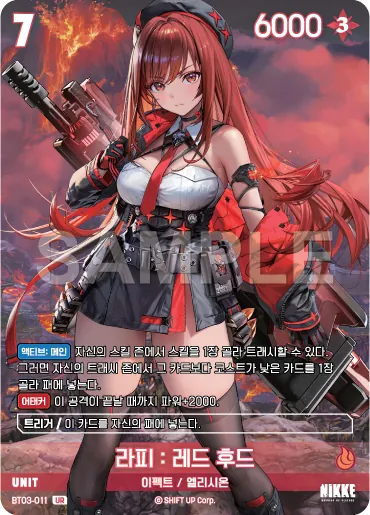 7
6000 3
SAMPLE
액티브: 메인 자신의 스킬 존에서 스킬을 1장 골라 트래시할 수 있다.
그러면 자신의 트래시 존에서 그 카드보다 코스트가 낮은 카드를 1장
골라 패에 넣는다.
어태커 이 공격이 끝날 때까지 파워+2000.
트리거 / 이 카드를 자신의 패에 넣는다.
라피 : 레드 후드
이펙트 / 엘리시온
UNIT
BT03-011 UR
© SHIFT UP Corp.
NIKKE
GODDESS OF VICTORY